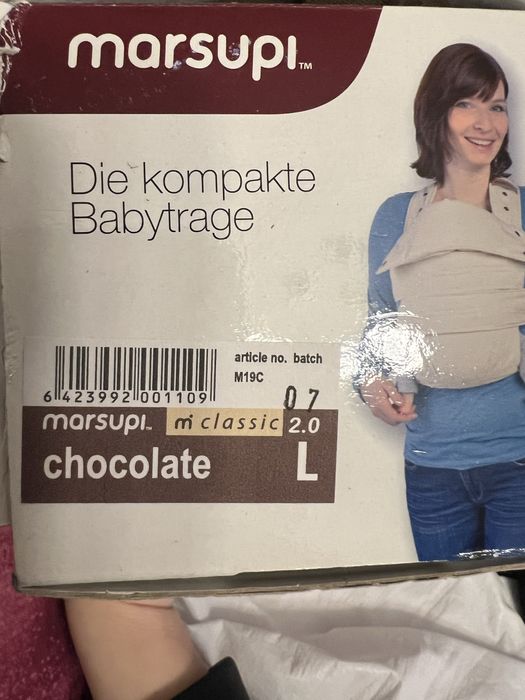 marsupi™
Die kompakte
Babytrage
article no. batch
M19C
07
6 423992 001109
marsupi™ m classic 2.0
chocolate L